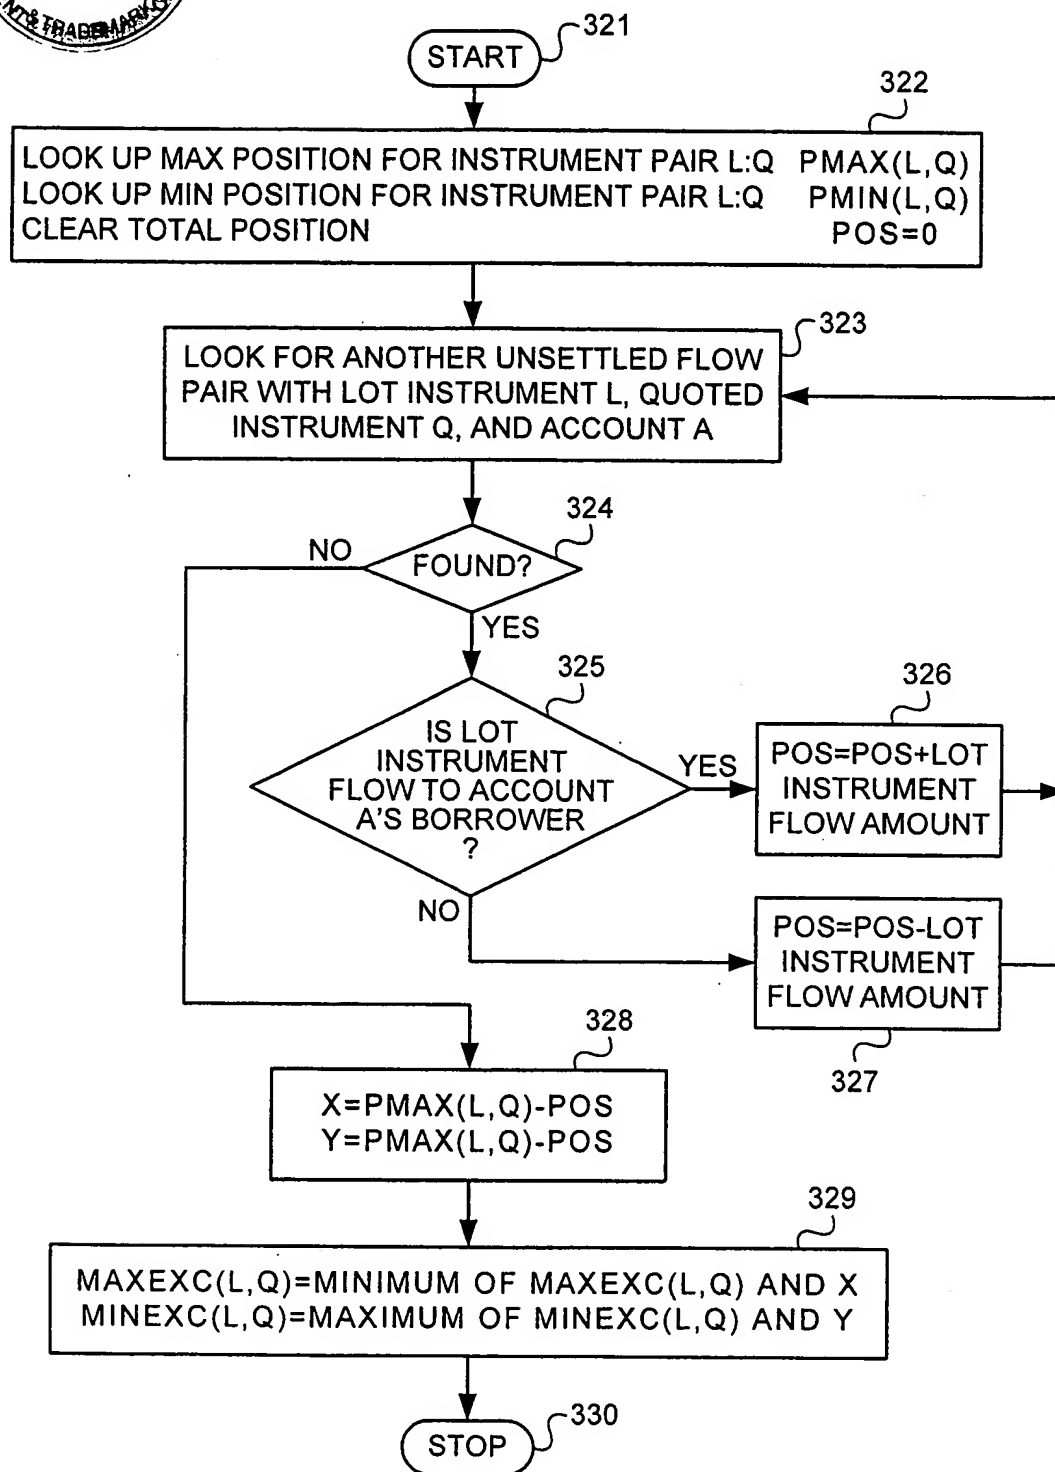 NT & TRADEMARK
START
321
322
LOOK UP MAX POSITION FOR INSTRUMENT PAIR L:Q PMAX(L,Q)
LOOK UP MIN POSITION FOR INSTRUMENT PAIR L:Q PMIN(L,Q)
CLEAR TOTAL POSITION POS=0
323
LOOK FOR ANOTHER UNSETTLED FLOW
PAIR WITH LOT INSTRUMENT L, QUOTED
INSTRUMENT Q, AND ACCOUNT A
324
NO
FOUND?
YES
325
IS LOT
INSTRUMENT
FLOW TO ACCOUNT
A'S BORROWER
?
YES
326
POS=POS+LOT
INSTRUMENT
FLOW AMOUNT
NO
POS=POS-LOT
INSTRUMENT
FLOW AMOUNT
327
328
X=PMAX(L,Q)-POS
Y=PMAX(L,Q)-POS
329
MAXEXC(L,Q)=MINIMUM OF MAXEXC(L,Q) AND X
MINEXC(L,Q)=MAXIMUM OF MINEXC(L,Q) AND Y
STOP
330